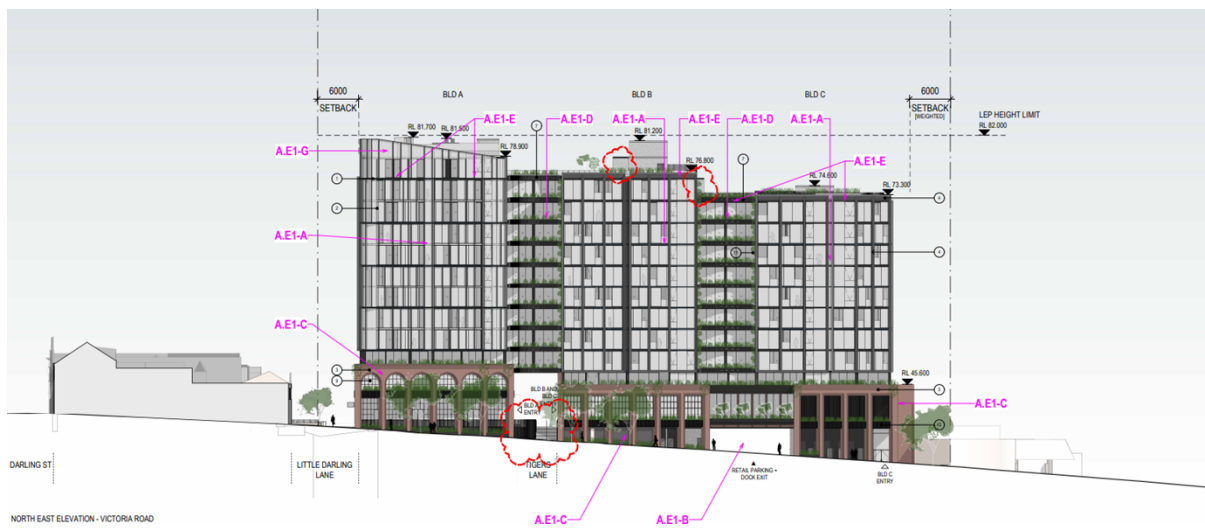 6000
SETBACK
BLD A
BLD B
BLD C
6000
SETBACK
[WEIGHTED]
LEP HEIGHT LIMIT
RL 82.000
RL 81.700
RL 81.500
A.E1-E
A.E1-D
A.E1-A
RL 81.200
A.E1-E
A.E1-D
A.E1-A
A.E1-G
RL 78.900
RL 76.800
A.E1-E
RL 74.600
RL 73.300
A.E1-A
A.E1-C
RL 45.600
BLD B AND
BLD C
BLD A
ENTRY
A.E1-C
DARLING ST
LITTLE DARLING
LANE
TIGERS
LANE
RETAIL PARKING +
DOCK EXIT
BLD C
ENTRY
A.E1-C
A.E1-B
NORTH EAST ELEVATION - VICTORIA ROAD